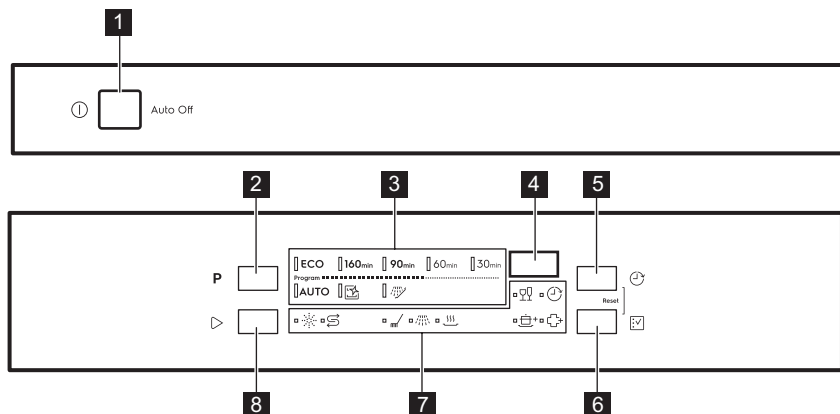 1
Auto Off
2 3 4 5
P
ECO 160min 90min 60min 30min
Program
AUTO
Reset
8 7 6